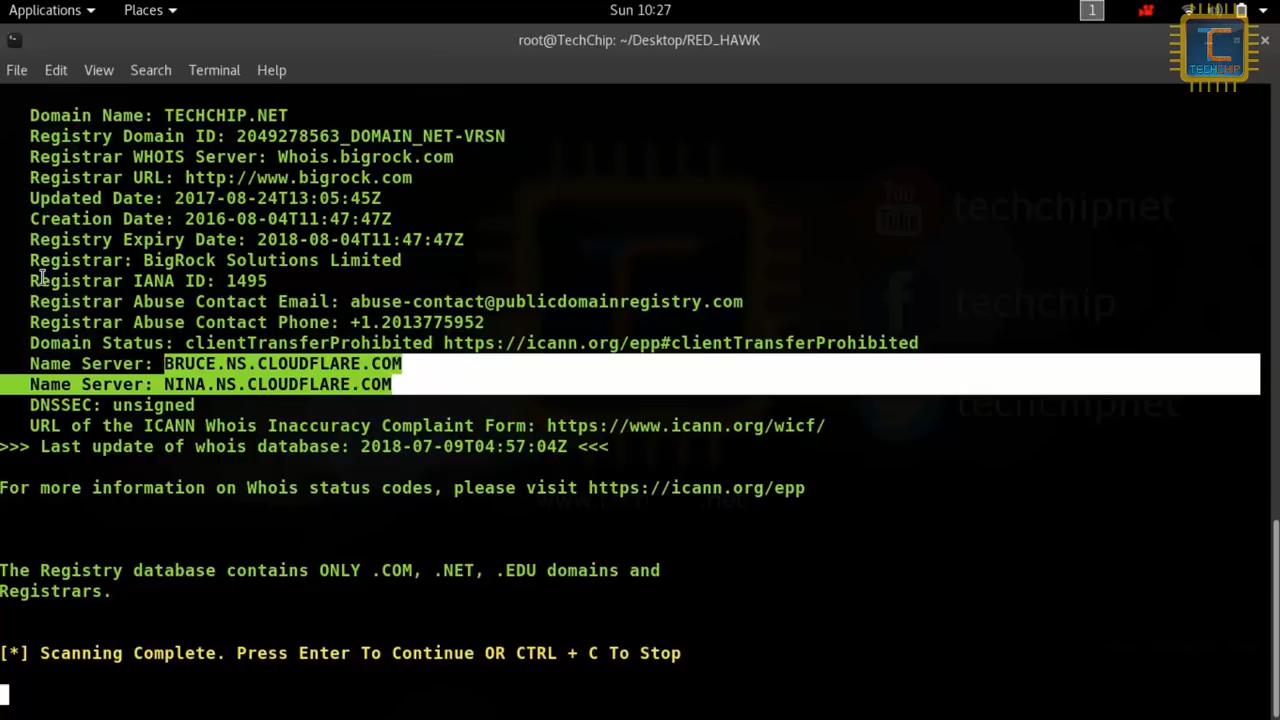 Applications Places Sun 10:27 1
root@TechChip: ~/Desktop/RED_HAWK
File Edit View Search Terminal Help
TECHCHIP
Domain Name: TECHCHIP.NET
Registry Domain ID: 2049278563_DOMAIN_NET-VRSN
Registrar WHOIS Server: Whois.bigrock.com
Registrar URL: http://www.bigrock.com
Updated Date: 2017-08-24T13:05:45Z
Creation Date: 2016-08-04T11:47:47Z
Registry Expiry Date: 2018-08-04T11:47:47Z
Registrar: BigRock Solutions Limited
Registrar IANA ID: 1495
Registrar Abuse Contact Email: abuse-contact@publicdomainregistry.com
Registrar Abuse Contact Phone: +1.2013775952
Domain Status: clientTransferProhibited https://icann.org/epp#clientTransferProhibited
Name Server: BRUCE.NS.CLOUDFLARE.COM
Name Server: NINA.NS.CLOUDFLARE.COM
DNSSEC: unsigned
URL of the ICANN Whois Inaccuracy Complaint Form: https://www.icann.org/wicf/
>>> Last update of whois database: 2018-07-09T04:57:04Z <<<
For more information on Whois status codes, please visit https://icann.org/epp
The Registry database contains ONLY .COM, .NET, .EDU domains and
Registrars.
[*] Scanning Complete. Press Enter To Continue OR CTRL + C To Stop
You
Tube
techchipnet
techchip
techchipnet